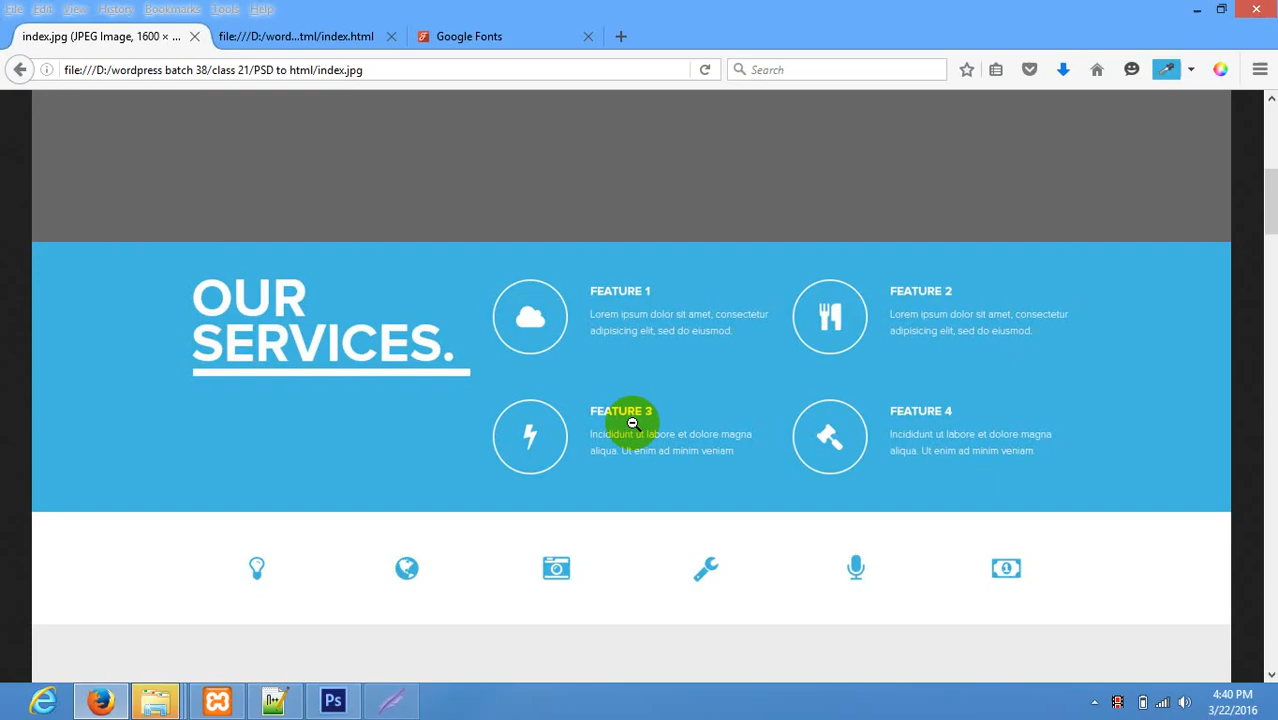 File Edit View History Bookmarks Tools Help
index.jpg (JPEG Image, 1600 × ...
file:///D:/word...tml/index.html
Google Fonts
file:///D:/wordpress batch 38/class 21/PSD to html/index.jpg
Search
OUR
SERVICES.
FEATURE 1
Lorem ipsum dolor sit amet, consectetur
adipisicing elit, sed do eiusmod.
FEATURE 2
Lorem ipsum dolor sit amet, consectetur
adipisicing elit, sed do eiusmod.
FEATURE 3
Incididunt ut labore et dolore magna
aliqua. Ut enim ad minim veniam
FEATURE 4
Incididunt ut labore et dolore magna
aliqua. Ut enim ad minim veniam
1
Ps
4:40 PM
3/22/2016